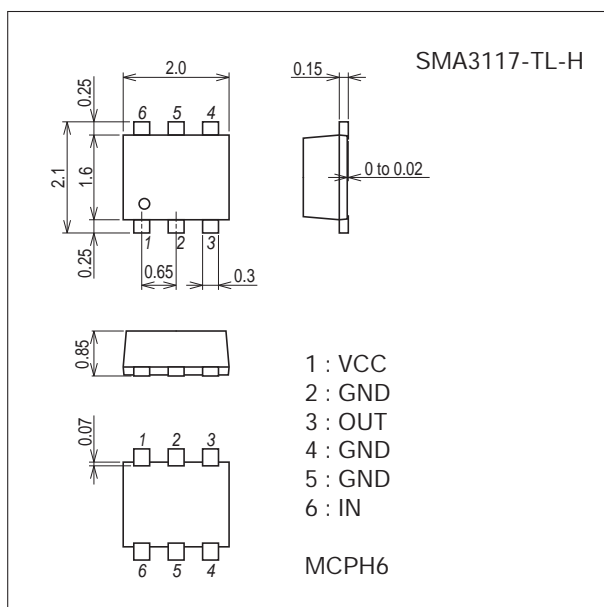 SMA3117-TL-H
2.0
0.15
0.25
6 5 4
2.1
1.6
0 to 0.02
0.25
1 2 3
0.65
0.3
0.85
1 : VCC
2 : GND
3 : OUT
4 : GND
5 : GND
6 : IN
0.07
1 2 3
6 5 4
MCPH6